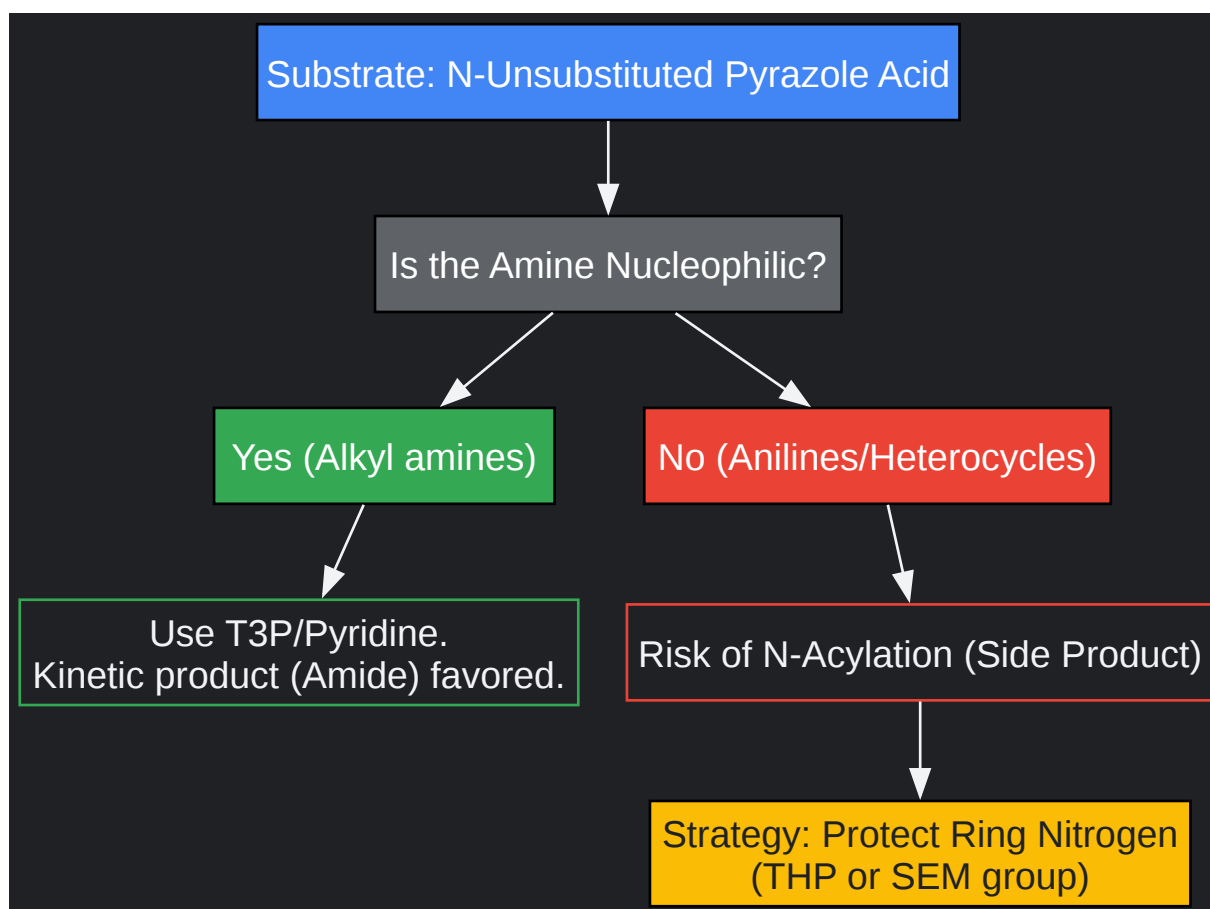 Substrate: N-Unsubstituted Pyrazole Acid
Is the Amine Nucleophilic?
Yes (Alkyl amines)
No (Anilines/Heterocycles)
Use T3P/Pyridine.
Kinetic product (Amide) favored.
Risk of N-Acylation (Side Product)
Strategy: Protect Ring Nitrogen
(THP or SEM group)